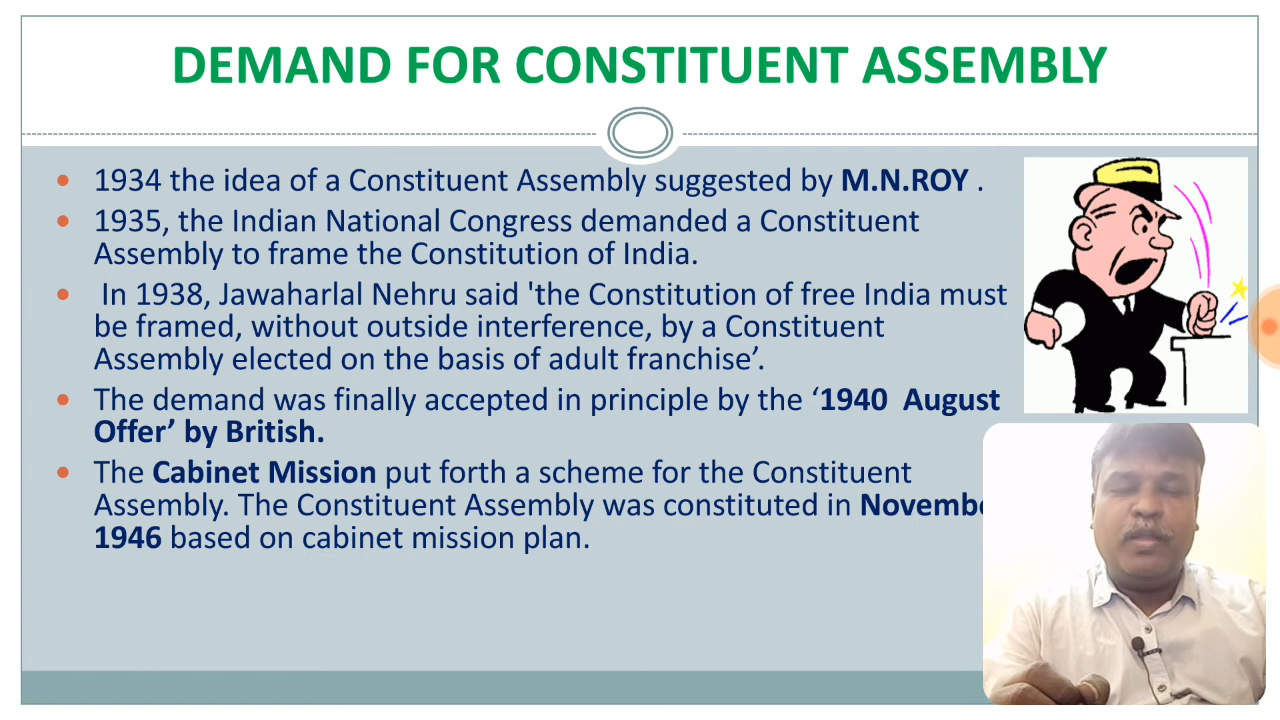 DEMAND FOR CONSTITUENT ASSEMBLY
• 1934 the idea of a Constituent Assembly suggested by M.N.ROY .
• 1935, the Indian National Congress demanded a Constituent
Assembly to frame the Constitution of India.
• In 1938, Jawaharlal Nehru said 'the Constitution of free India must
be framed, without outside interference, by a Constituent
Assembly elected on the basis of adult franchise’.
• The demand was finally accepted in principle by the ‘1940 August
Offer’ by British.
• The Cabinet Mission put forth a scheme for the Constituent
Assembly. The Constituent Assembly was constituted in
1946 based on cabinet mission plan.